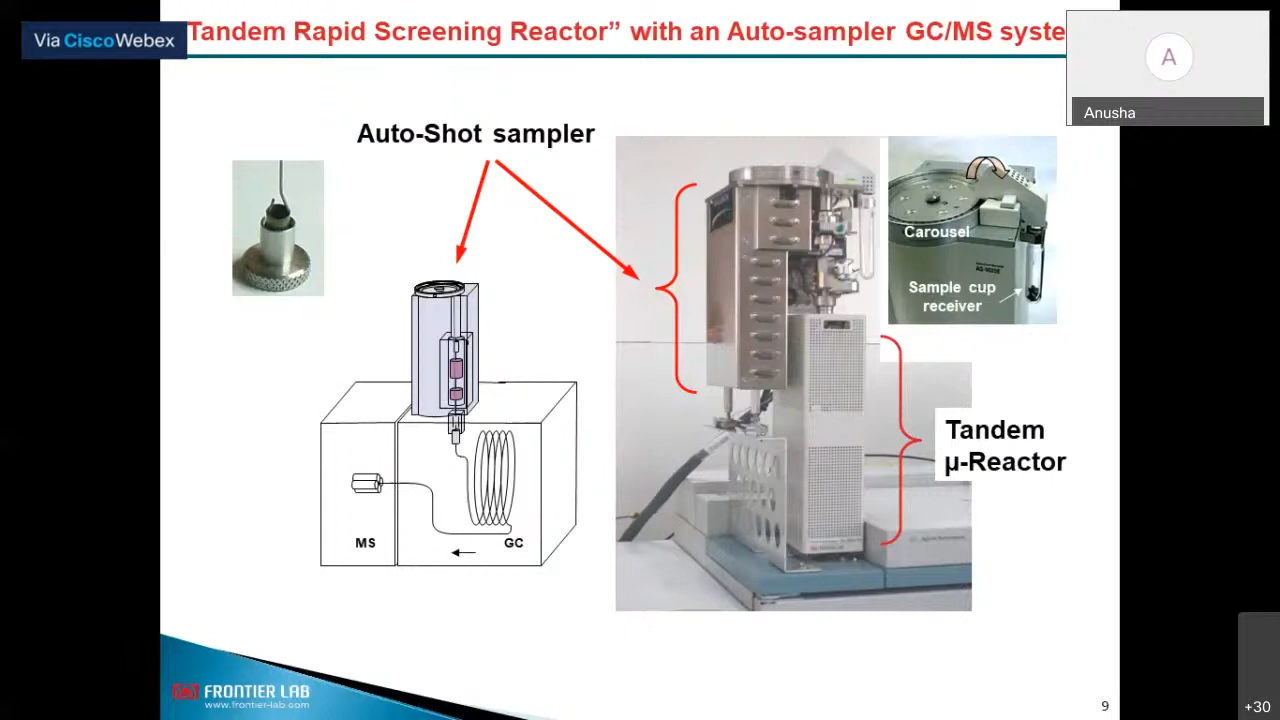 Via CiscoWebex
Tandem Rapid Screening Reactor” with an Auto-sampler GC/MS syste
A
Anusha
Auto-Shot sampler
Carousel
Sample cup
receiver
Tandem
µ-Reactor
MS
GC
FRONTIER LAB
www.frontier-lab.com
9
+30